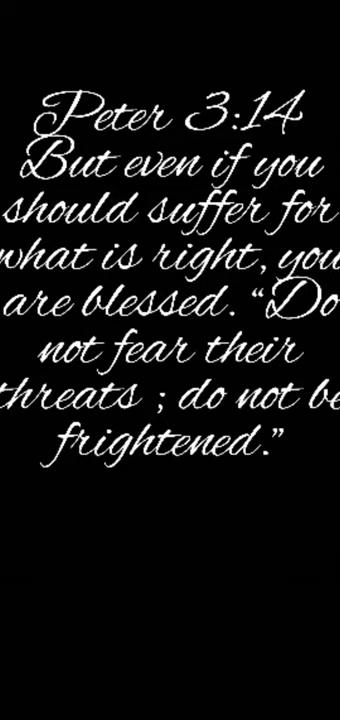 Peter 3:14
But even if you
should suffer for
what is right, you
are blessed. “Do
not fear their
threats ; do not be
frightened.”